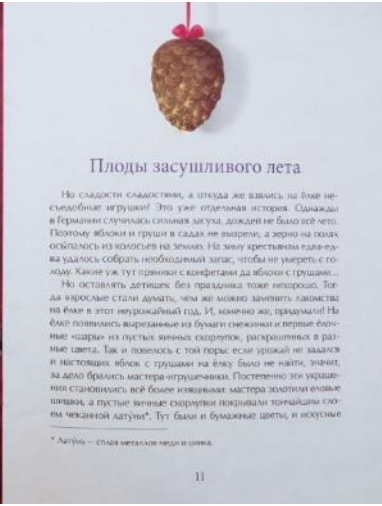 Плоды засушливого лета
Но сладости сладостями, а откуда же взялись на ёлке не-
съедобные игрушки? Это уже отдельная история. Однажды
в Германии случилась сильная засуха, дождей не было всё лето.
Поэтому яблоки и груши в садах не вызрели, а зерно на полях
осы́палось из колосьев на землю. На зиму крестьянам едва-ед-
ва удалось собрать необходимый запас, чтобы не умереть с го-
лоду. Какие уж тут пряники с конфетами да яблоки с грушами...
Но оставлять детишек без праздника тоже нехорошо. Тог-
да взрослые стали думать, чем же можно заменить лакомства
на ёлке в этот неурожайный год. И, конечно же, придумали! На
ёлке появились вырезанные из бумаги снежинки и первые ёлоч-
ные «шары» из пустых яичных скорлупок, раскрашенных в раз-
ные цвета. Так и повелось с той поры: если урожай не задался
и настоящих яблок с грушами на ёлку было не найти, значит,
за дело брались мастера-игрушечники. Постепенно эти украше-
ния становились всё более изящными: мастера золотили еловые
шишки, а пустые яичные скорлупки покрывали тончайшим сло-
ем чеканной лату́ни*. Тут были и бумажные цветы, и искусные
* Лату́нь — сплав металлов меди и цинка.
11